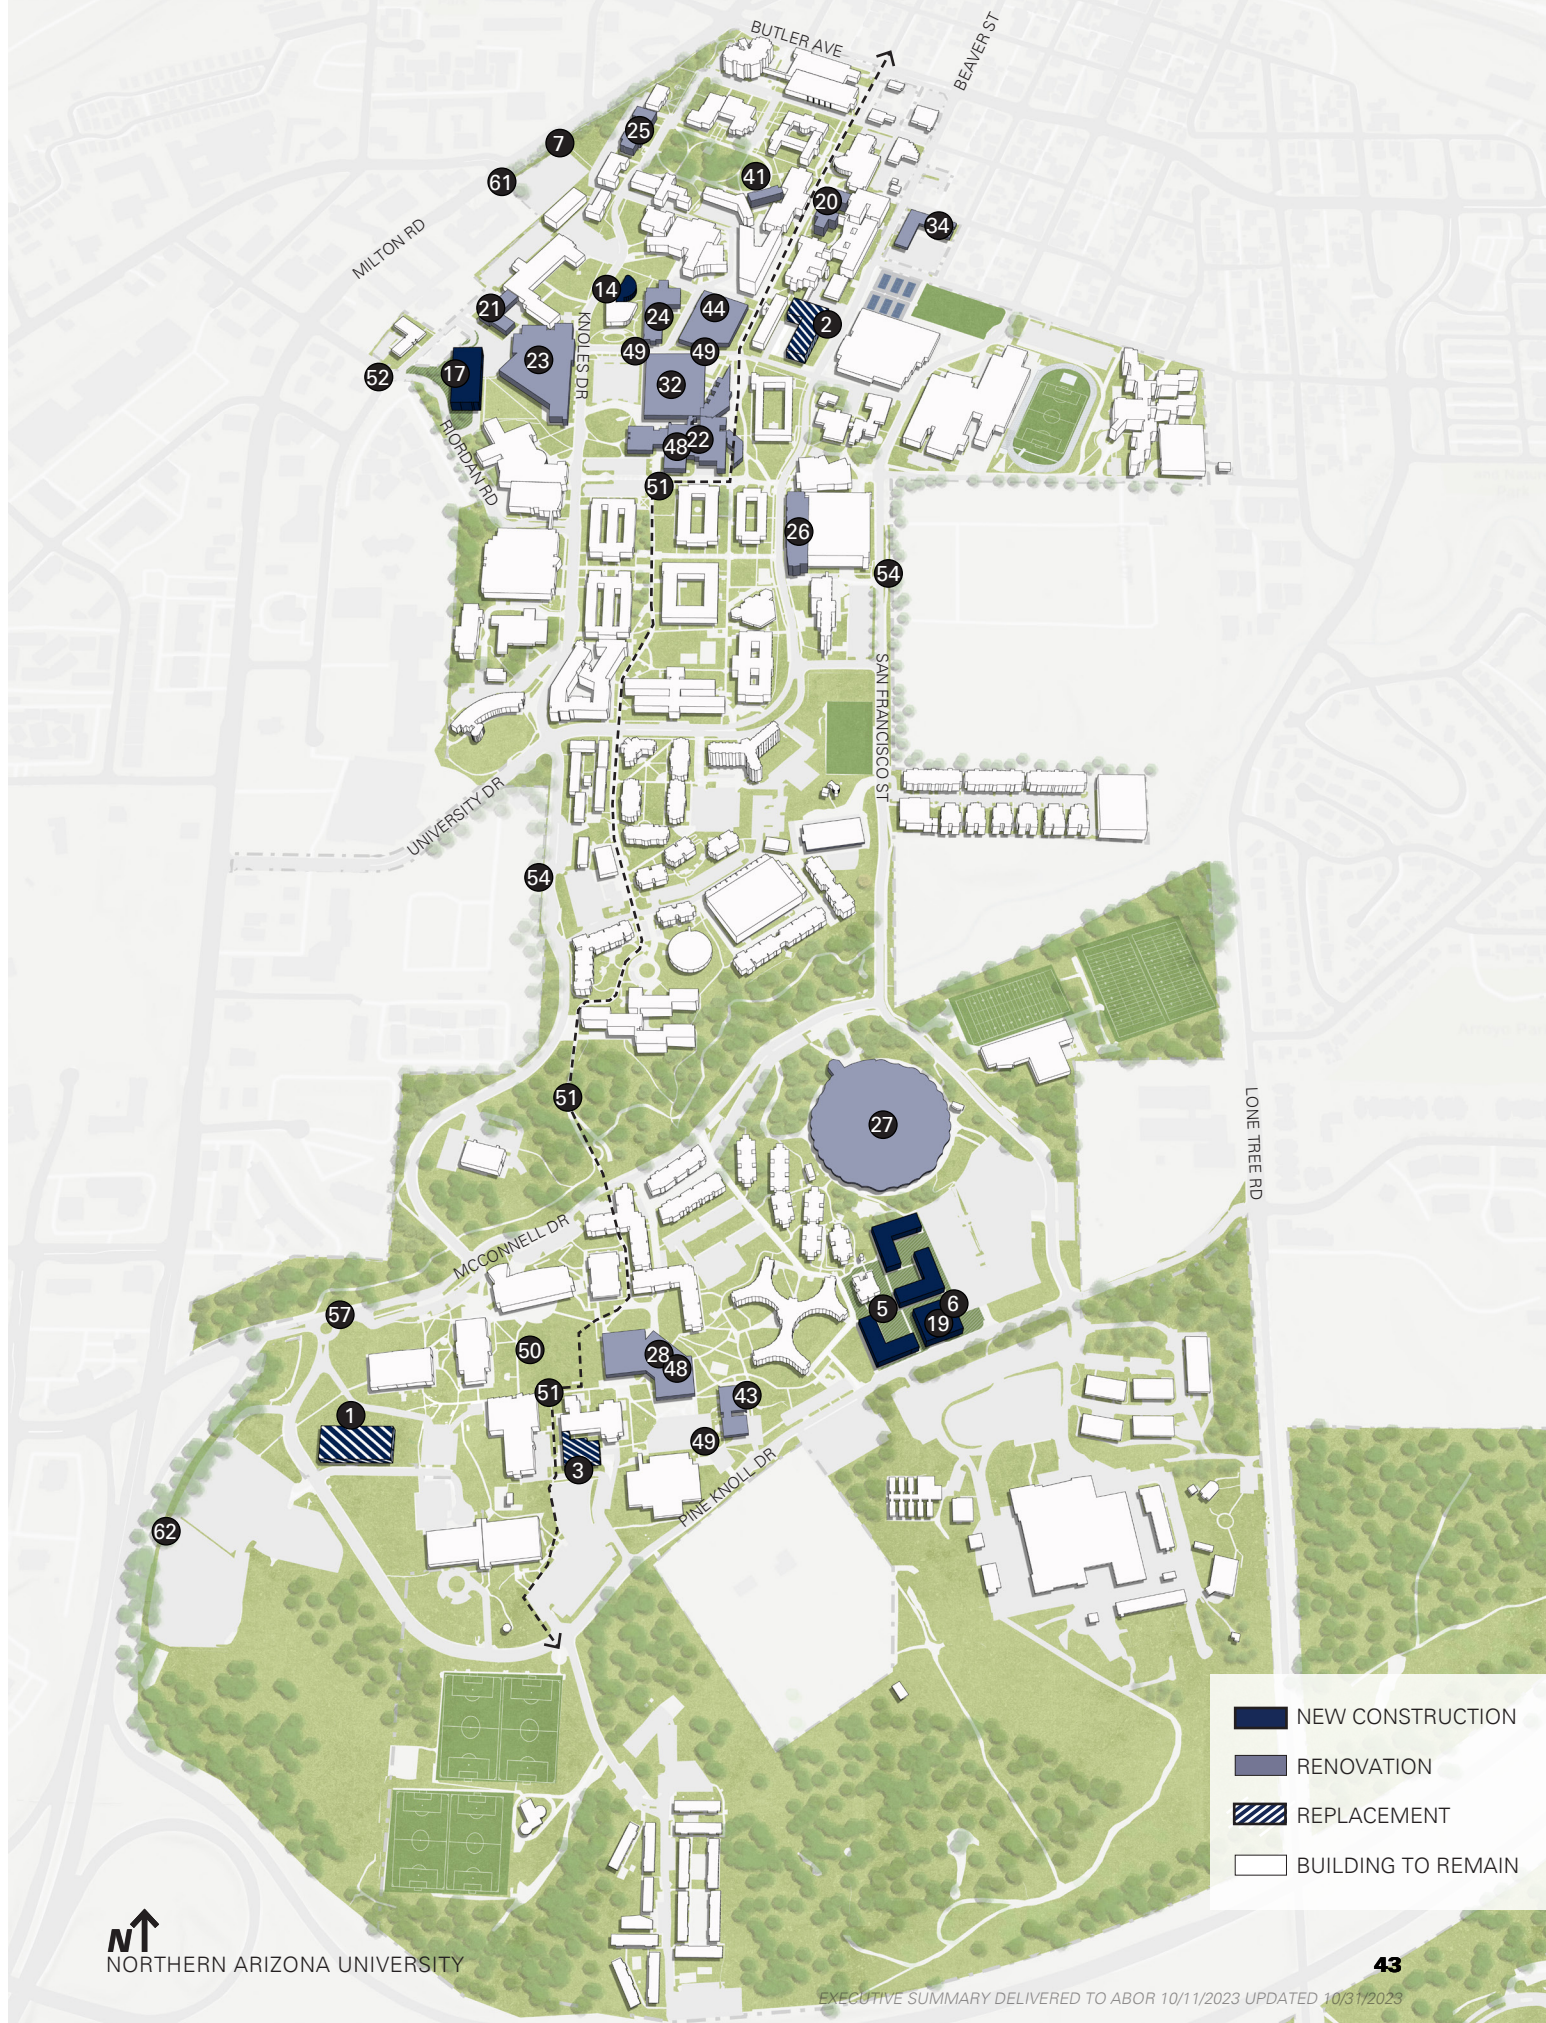 BUTLER AVE
BEAVER ST
25
7
61
41
20
34
MILTON RD
14
21
24
44
2
KNOLES DR
49
49
23
52
17
32
RIORDAN RD
48
22
51
26
54
SAN FRANCISCO ST
UNIVERSITY DR
54
51
27
LONE TREE RD
MCCONNELL DR
57
5
6
19
50
28
48
51
43
1
49
3
PINE KNOLL DR
62
NEW CONSTRUCTION
RENOVATION
REPLACEMENT
BUILDING TO REMAIN
N
NORTHERN ARIZONA UNIVERSITY
43
EXECUTIVE SUMMARY DELIVERED TO ABOR 10/11/2023 UPDATED 10/31/2023